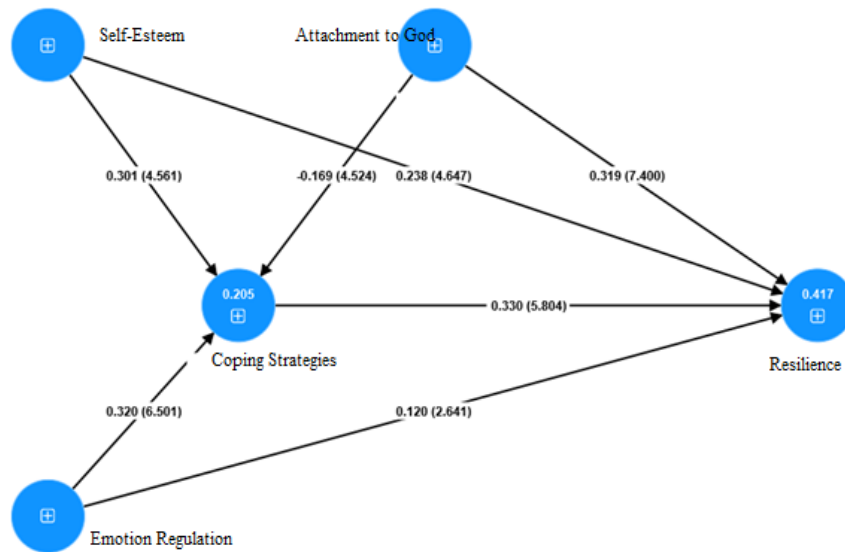 Self-Esteem
Attachment to God
0.301 (4.561)
-0.169 (4.524)
0.238 (4.647)
0.319 (7.400)
0.205
0.417
0.330 (5.804)
Coping Strategies
Resilience
0.320 (6.501)
0.120 (2.641)
Emotion Regulation